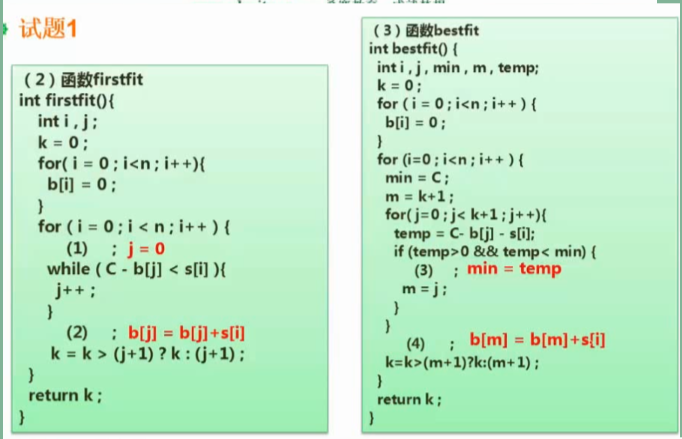 试题1
(2)函数firstfit
int firstfit(){
int i , j ;
k = 0 ;
for( i = 0 ; i<n ; i++){
b[i] = 0 ;
}
for ( i = 0 ; i < n ; i++ ) {
(1) ; j = 0
while ( C - b[j] < s[i] ){
j++ ;
}
(2) ; b[j] = b[j]+s[i]
k = k > (j+1) ? k : (j+1) ;
}
return k ;
}
(3)函数bestfit
int bestfit() {
int i , j , min , m , temp;
k = 0 ;
for ( i = 0 ; i<n ; i++ ) {
b[i] = 0 ;
}
for (i=0 ; i<n ; i++ ) {
min = C ;
m = k+1 ;
for(j=0 ; j< k+1 ; j++){
temp = C- b[j] - s[i];
if (temp>0 && temp< min) {
(3) ; min = temp
m = j ;
}
}
(4) ; b[m] = b[m]+s[i]
k=k>(m+1)?k:(m+1) ;
}
return k ;
}